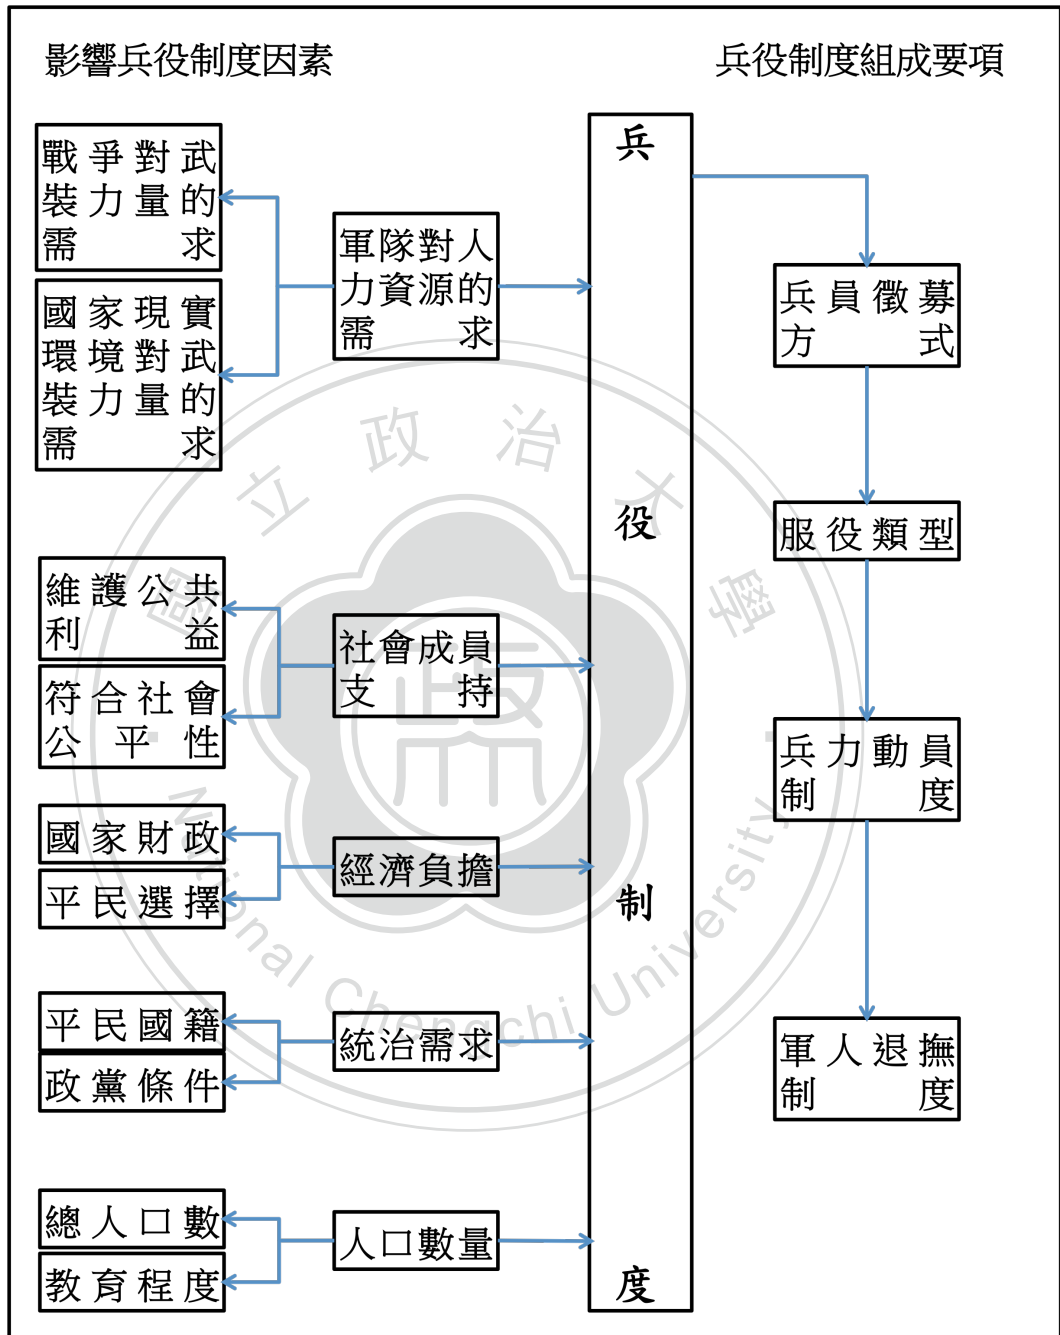 影響兵役制度因素
兵役制度組成要項
戰爭對武
裝力量的
需求
國家現實
環境對武
裝力量的
需求
軍隊對人
力資源的
需求
維護公共
利益
符合社會
公平性
社會成員
支持
國家財政
平民選擇
經濟負擔
平民國籍
政黨條件
統治需求
總人口數
教育程度
人口數量
兵
役
制
度
兵員徵募
方式
服役類型
兵力動員
制度
軍人退撫
制度
國立政治大學
政
National Chengchi University